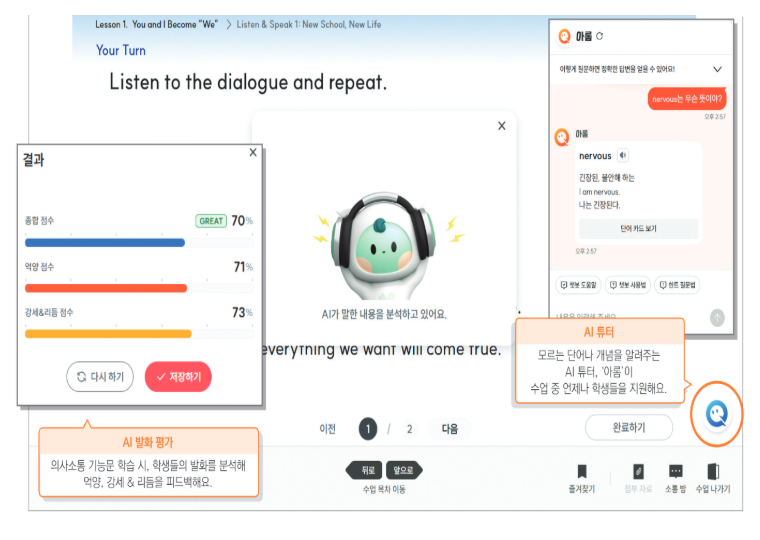 Lesson 1. You and I Become "We" > Listen & Speak 1: New School, New Life
Your Turn
Listen to the dialogue and repeat.
X
AI가 말한 내용을 분석하고 있어요.
everything we want will come true.
결과
X
종합 점수 GREAT 70%
억양 점수 71%
강세&리듬 점수 73%
다시 하기
저장하기
AI 발화 평가
의사소통 기능문 학습 시, 학생들의 발화를 분석해
억양, 강세 & 리듬을 피드백해요.
아롬
어떻게 질문하면 정확한 답변을 얻을 수 있어요!
nervous는 무슨 뜻이야?
오후 2:57
아롬
nervous
긴장된, 불안해 하는
I am nervous.
나는 긴장된다.
단어 카드 보기
오후 2:57
챗봇 도움말
챗봇 사용법
힌트 질문법
AI 튜터
모르는 단어나 개념을 알려주는
AI 튜터, '아롬'이
수업 중 언제나 학생들을 지원해요.
이전 1 / 2 다음
완료하기
뒤로 앞으로
수업 목차 이동
즐겨찾기
첨부 자료
소통 방
수업 나가기